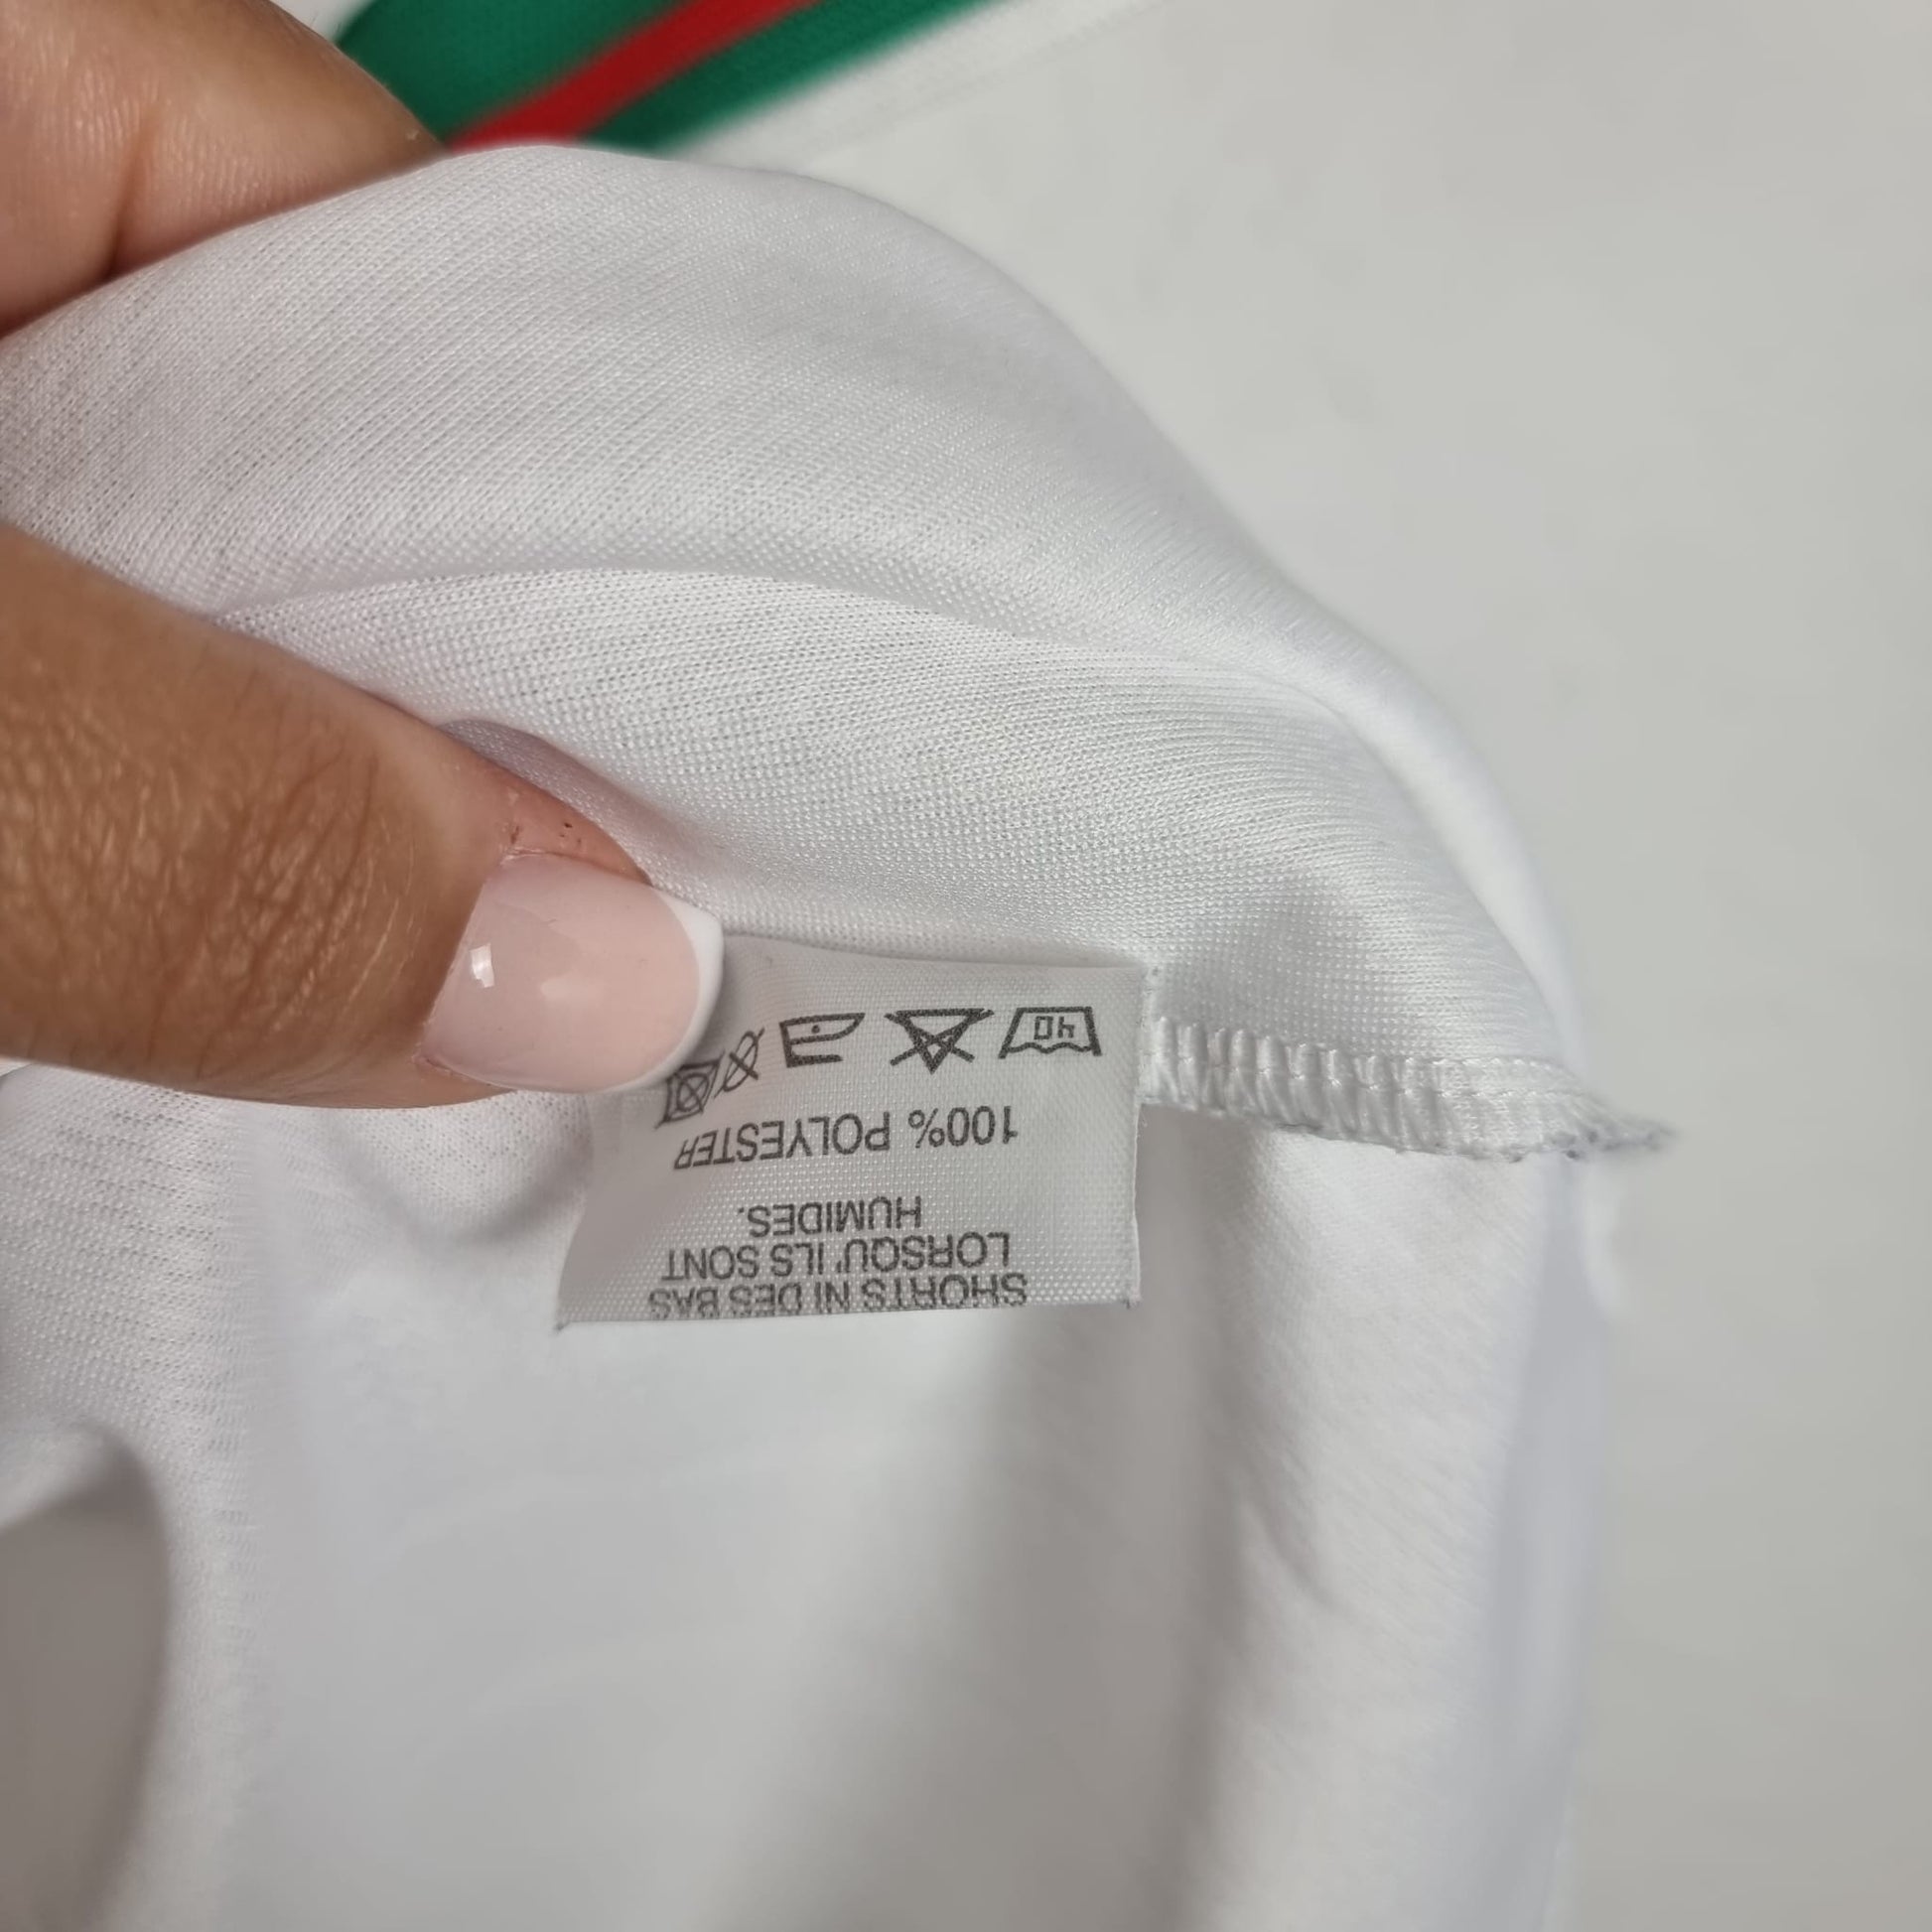 SHORTS NI DES BAS
LORSQU'ILS SONT
HUMIDES.
100% POLYESTER
40